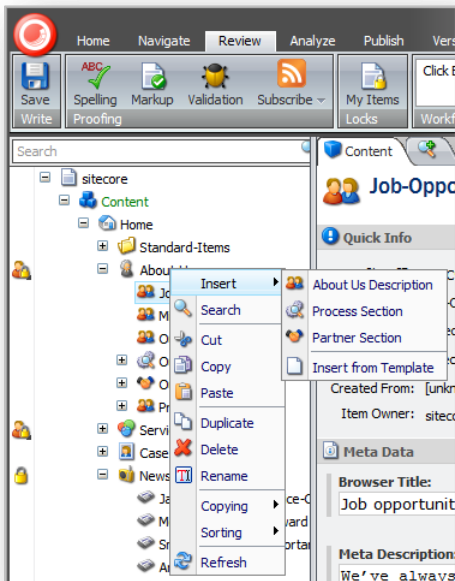 Home Navigate Review Analyze Publish
Click
ABC
Save Spelling Markup Validation Subscribe My Items
Write Proofing Locks
Search
Content
sitecore
Content
Home
Standard-Items
Quick Info
Insert
About Us Description
Search
Process Section
Cut
Partner Section
Copy
Insert from Template
Paste
Created From:
Duplicate
Item Owner:
Delete
Meta Data
Rename
Browser Title:
News
Copying
Job
Sorting
Meta Description:
Refresh
We've always